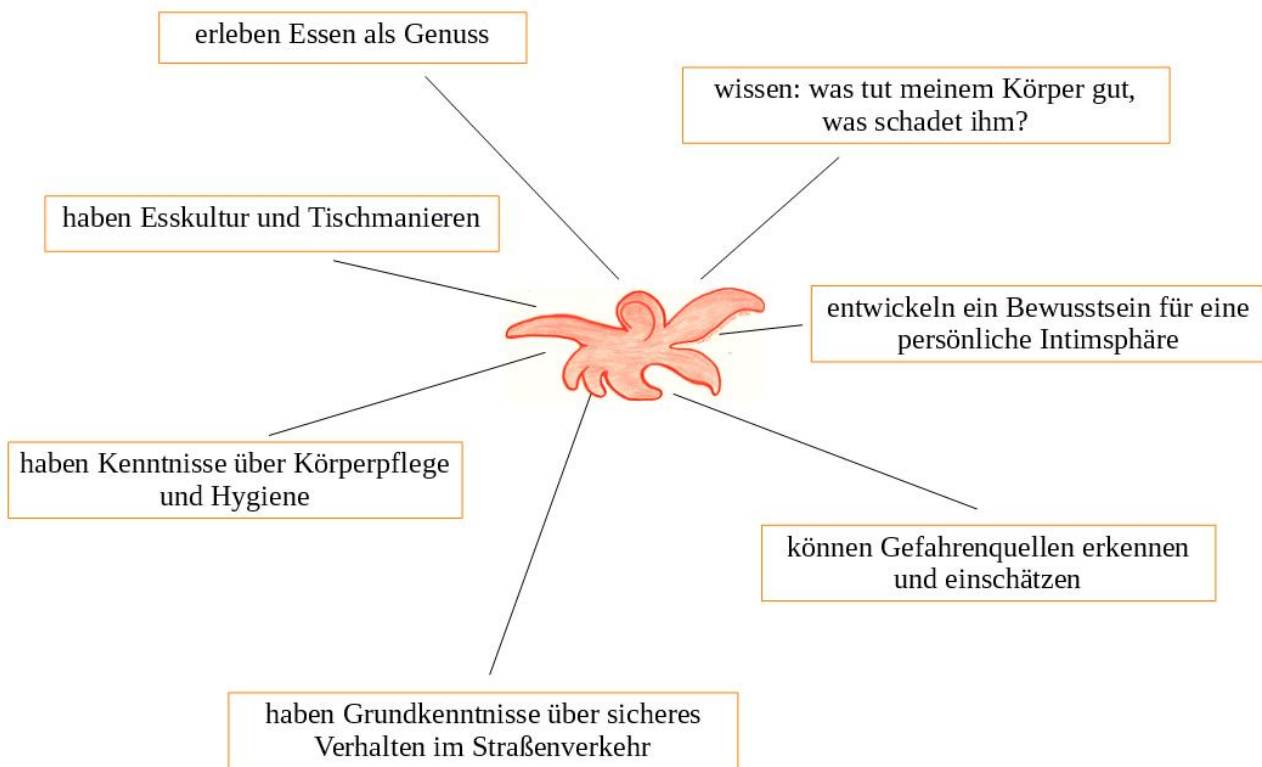 erleben Essen als Genuss
wissen: was tut meinem Körper gut,
was schadet ihm?
haben Esskultur und Tischmanieren
entwickeln ein Bewusstsein für eine
persönliche Intimsphäre
haben Kenntnisse über Körperpflege
und Hygiene
können Gefahrenquellen erkennen
und einschätzen
haben Grundkenntnisse über sicheres
Verhalten im Straßenverkehr